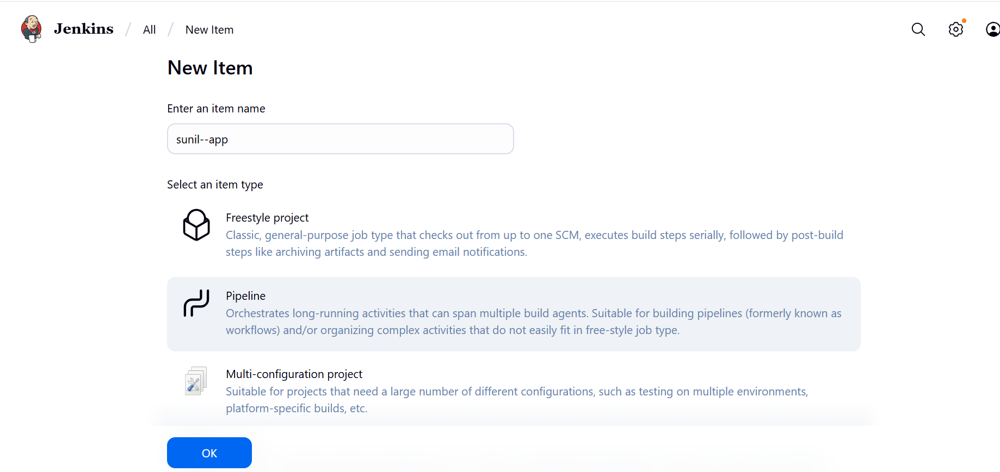 Jenkins / All / New Item
New Item
Enter an item name
sunil--app
Select an item type
Freestyle project
Classic, general-purpose job type that checks out from up to one SCM, executes build steps serially, followed by post-build
steps like archiving artifacts and sending email notifications.
Pipeline
Orchestrates long-running activities that can span multiple build agents. Suitable for building pipelines (formerly known as
workflows) and/or organizing complex activities that do not easily fit in free-style job type.
Multi-configuration project
Suitable for projects that need a large number of different configurations, such as testing on multiple environments,
platform-specific builds, etc.
OK